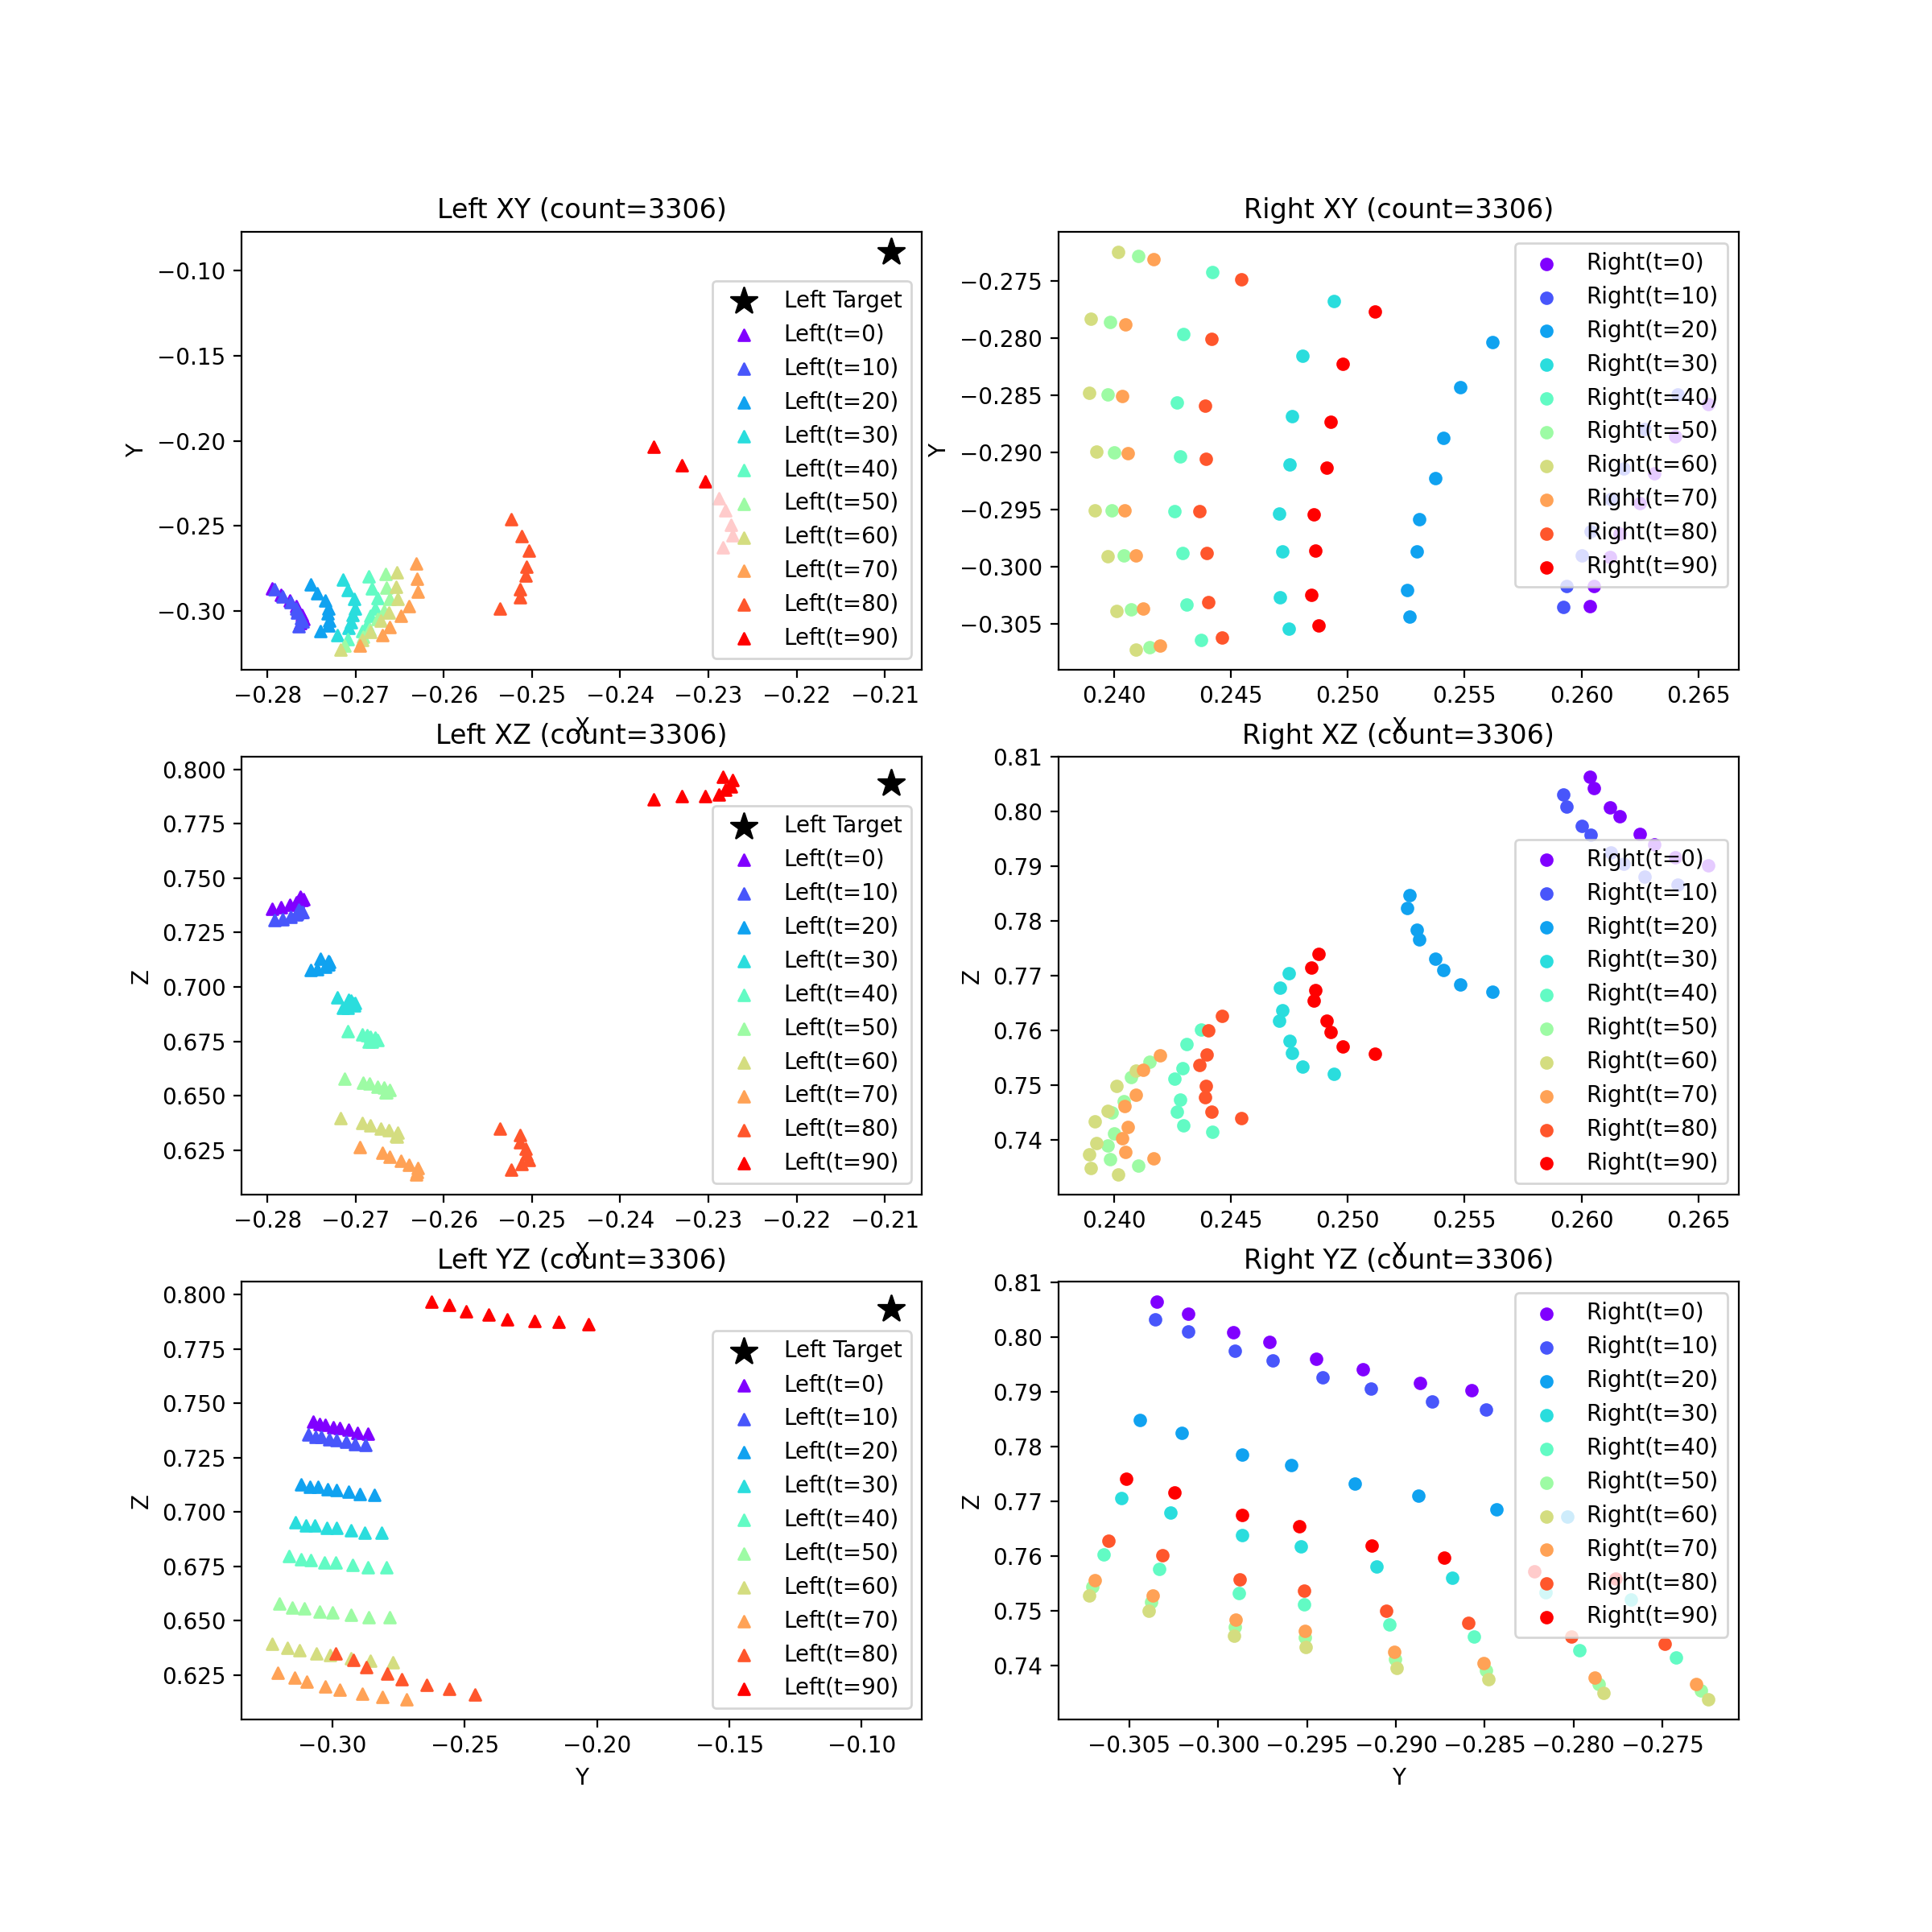 Left XY (count=3306)
Y
−0.10
−0.15
−0.20
−0.25
−0.30
−0.28 −0.27 −0.26 −0.25 −0.24 −0.23 −0.22 −0.21
X
Left Target
Left(t=0)
Left(t=10)
Left(t=20)
Left(t=30)
Left(t=40)
Left(t=50)
Left(t=60)
Left(t=70)
Left(t=80)
Left(t=90)
Right XY (count=3306)
Y
−0.275
−0.280
−0.285
−0.290
−0.295
−0.300
−0.305
0.240 0.245 0.250 0.255 0.260 0.265
X
Right(t=0)
Right(t=10)
Right(t=20)
Right(t=30)
Right(t=40)
Right(t=50)
Right(t=60)
Right(t=70)
Right(t=80)
Right(t=90)
Left XZ (count=3306)
Z
0.800
0.775
0.750
0.725
0.700
0.675
0.650
0.625
−0.28 −0.27 −0.26 −0.25 −0.24 −0.23 −0.22 −0.21
X
Left Target
Left(t=0)
Left(t=10)
Left(t=20)
Left(t=30)
Left(t=40)
Left(t=50)
Left(t=60)
Left(t=70)
Left(t=80)
Left(t=90)
Right XZ (count=3306)
Z
0.81
0.80
0.79
0.78
0.77
0.76
0.75
0.74
0.240 0.245 0.250 0.255 0.260 0.265
X
Right(t=0)
Right(t=10)
Right(t=20)
Right(t=30)
Right(t=40)
Right(t=50)
Right(t=60)
Right(t=70)
Right(t=80)
Right(t=90)
Left YZ (count=3306)
Z
0.800
0.775
0.750
0.725
0.700
0.675
0.650
0.625
−0.30 −0.25 −0.20 −0.15 −0.10
Y
Left Target
Left(t=0)
Left(t=10)
Left(t=20)
Left(t=30)
Left(t=40)
Left(t=50)
Left(t=60)
Left(t=70)
Left(t=80)
Left(t=90)
Right YZ (count=3306)
Z
0.81
0.80
0.79
0.78
0.77
0.76
0.75
0.74
−0.305 −0.300 −0.295 −0.290 −0.285 −0.280 −0.275
Y
Right(t=0)
Right(t=10)
Right(t=20)
Right(t=30)
Right(t=40)
Right(t=50)
Right(t=60)
Right(t=70)
Right(t=80)
Right(t=90)